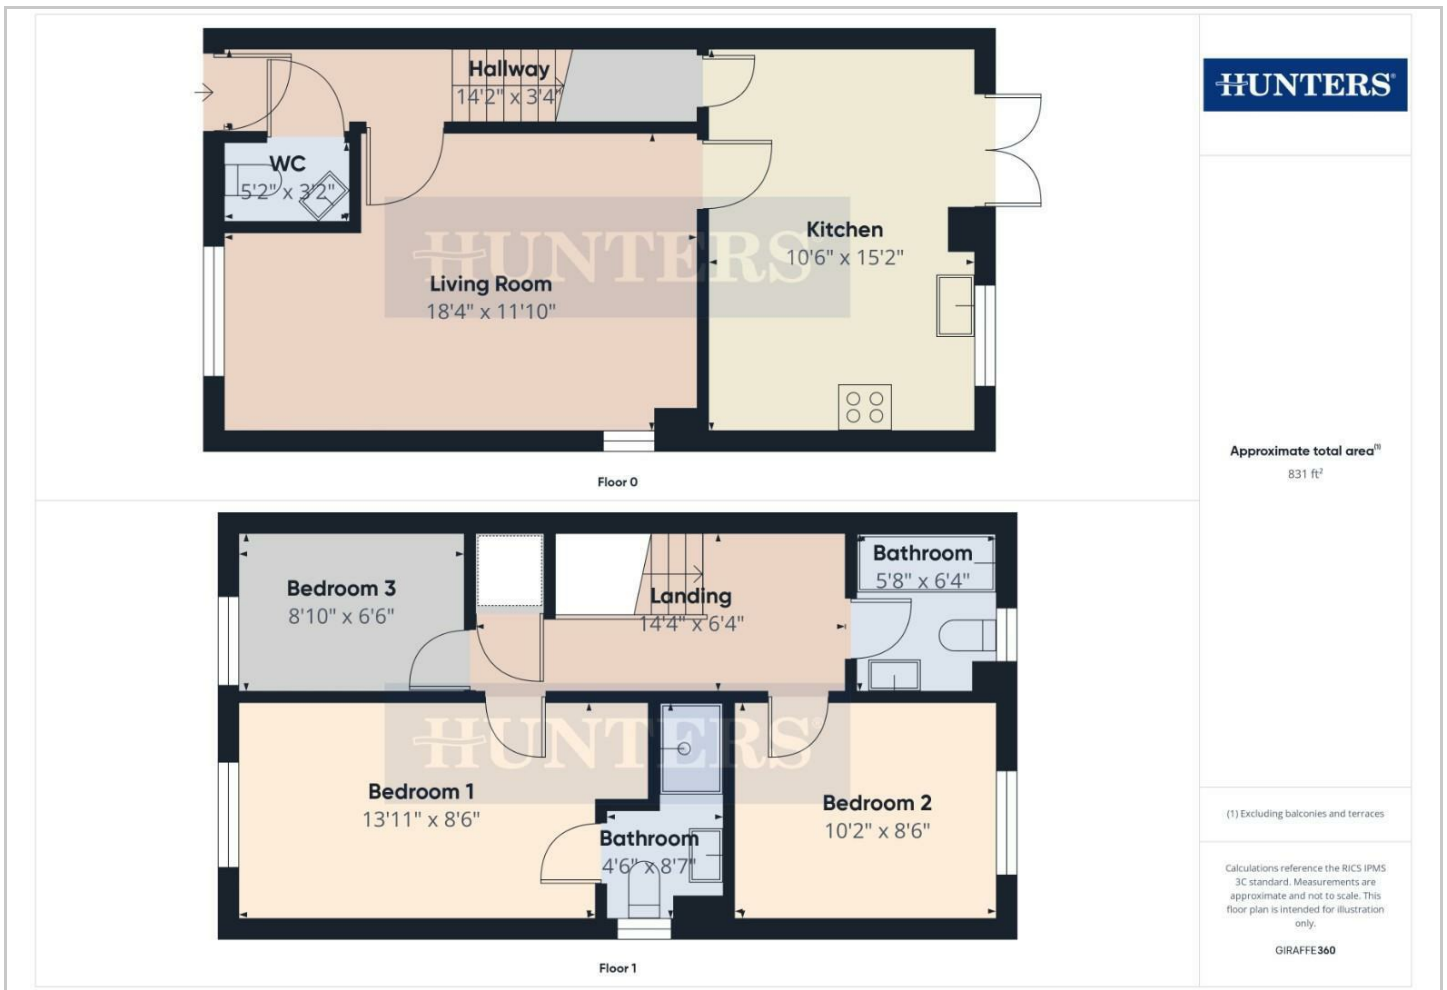 Hallway
14'2" x 3'4"
WC
5'2" x 3'2"
HUNTERS®
Kitchen
10'6" x 15'2"
Living Room
18'4" x 11'10"
Floor 0
Bedroom 3
8'10" x 6'6"
Landing
14'4" x 6'4"
Bathroom
5'8" x 6'4"
HUNTERS®
Bedroom 1
13'11" x 8'6"
Bathroom
4'6" x 8'7"
Bedroom 2
10'2" x 8'6"
Floor 1
HUNTERS®
Approximate total area⁽¹⁾
831 ft²
(1) Excluding balconies and terraces
Calculations reference the RICS IPMS
3C standard. Measurements are
approximate and not to scale. This
floor plan is intended for illustration
only.
GIRAFFE360